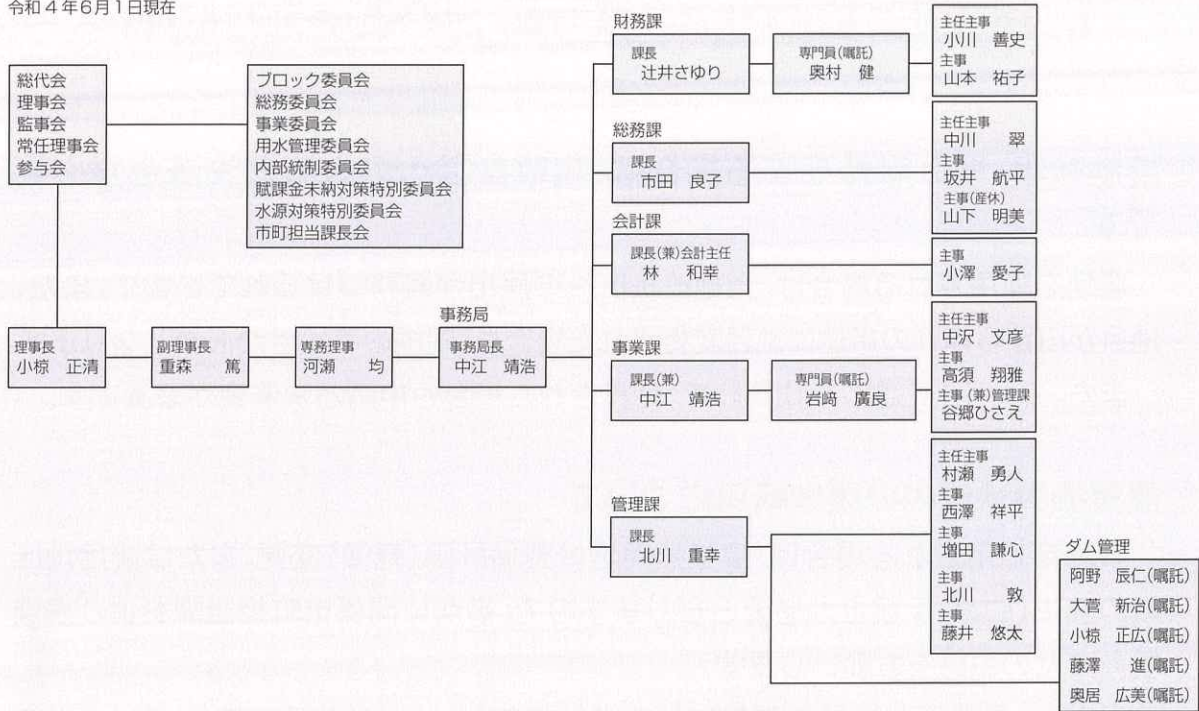 令和4年6月1日現在
総代会
理事会
監事会
常任理事会
参与会
ブロック委員会
総務委員会
事業委員会
用水管理委員会
内部統制委員会
賦課金未納対策特別委員会
水源対策特別委員会
市町担当課長会
理事長
小椋　正清
副理事長
重森　篤
専務理事
河瀬　均
事務局
事務局長
中江　靖浩
財務課
課長
辻井さゆり
専門員(嘱託)
奥村　健
主任主事
小川　善史
主事
山本　祐子
総務課
課長
市田　良子
主任主事
中川　翠
主事
坂井　航平
主事(産休)
山下　明美
会計課
課長(兼)会計主任
林　和幸
主事
小澤　愛子
事業課
課長(兼)
中江　靖浩
専門員(嘱託)
岩﨑　廣良
主任主事
中沢　文彦
主事
高須　翔雅
主事(兼)管理課
谷郷ひさえ
管理課
課長
北川　重幸
主任主事
村瀬　勇人
主事
西澤　祥平
主事
増田　謙心
主事
北川　敦
主事
藤井　悠太
ダム管理
阿野　辰仁(嘱託)
大菅　新治(嘱託)
小椋　正広(嘱託)
藤澤　進(嘱託)
奥居　広美(嘱託)